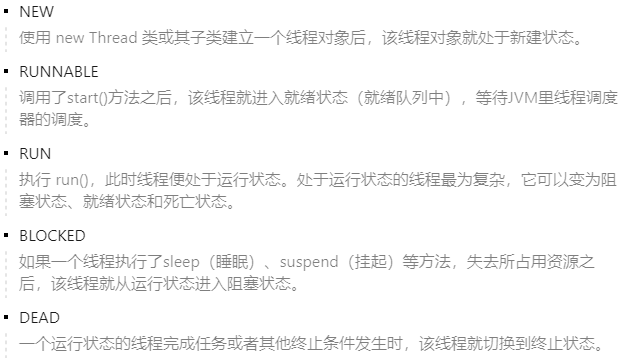 NEW
使用 new Thread 类或其子类建立一个线程对象后，该线程对象就处于新建状态。
RUNNABLE
调用了start()方法之后，该线程就进入就绪状态（就绪队列中），等待JVM里线程调度
器的调度。
RUN
执行 run()，此时线程便处于运行状态。处于运行状态的线程最为复杂，它可以变为阻
塞状态、就绪状态和死亡状态。
BLOCKED
如果一个线程执行了sleep（睡眠）、suspend（挂起）等方法，失去所占用资源之
后，该线程就从运行状态进入阻塞状态。
DEAD
一个运行状态的线程完成任务或者其他终止条件发生时，该线程就切换到终止状态。